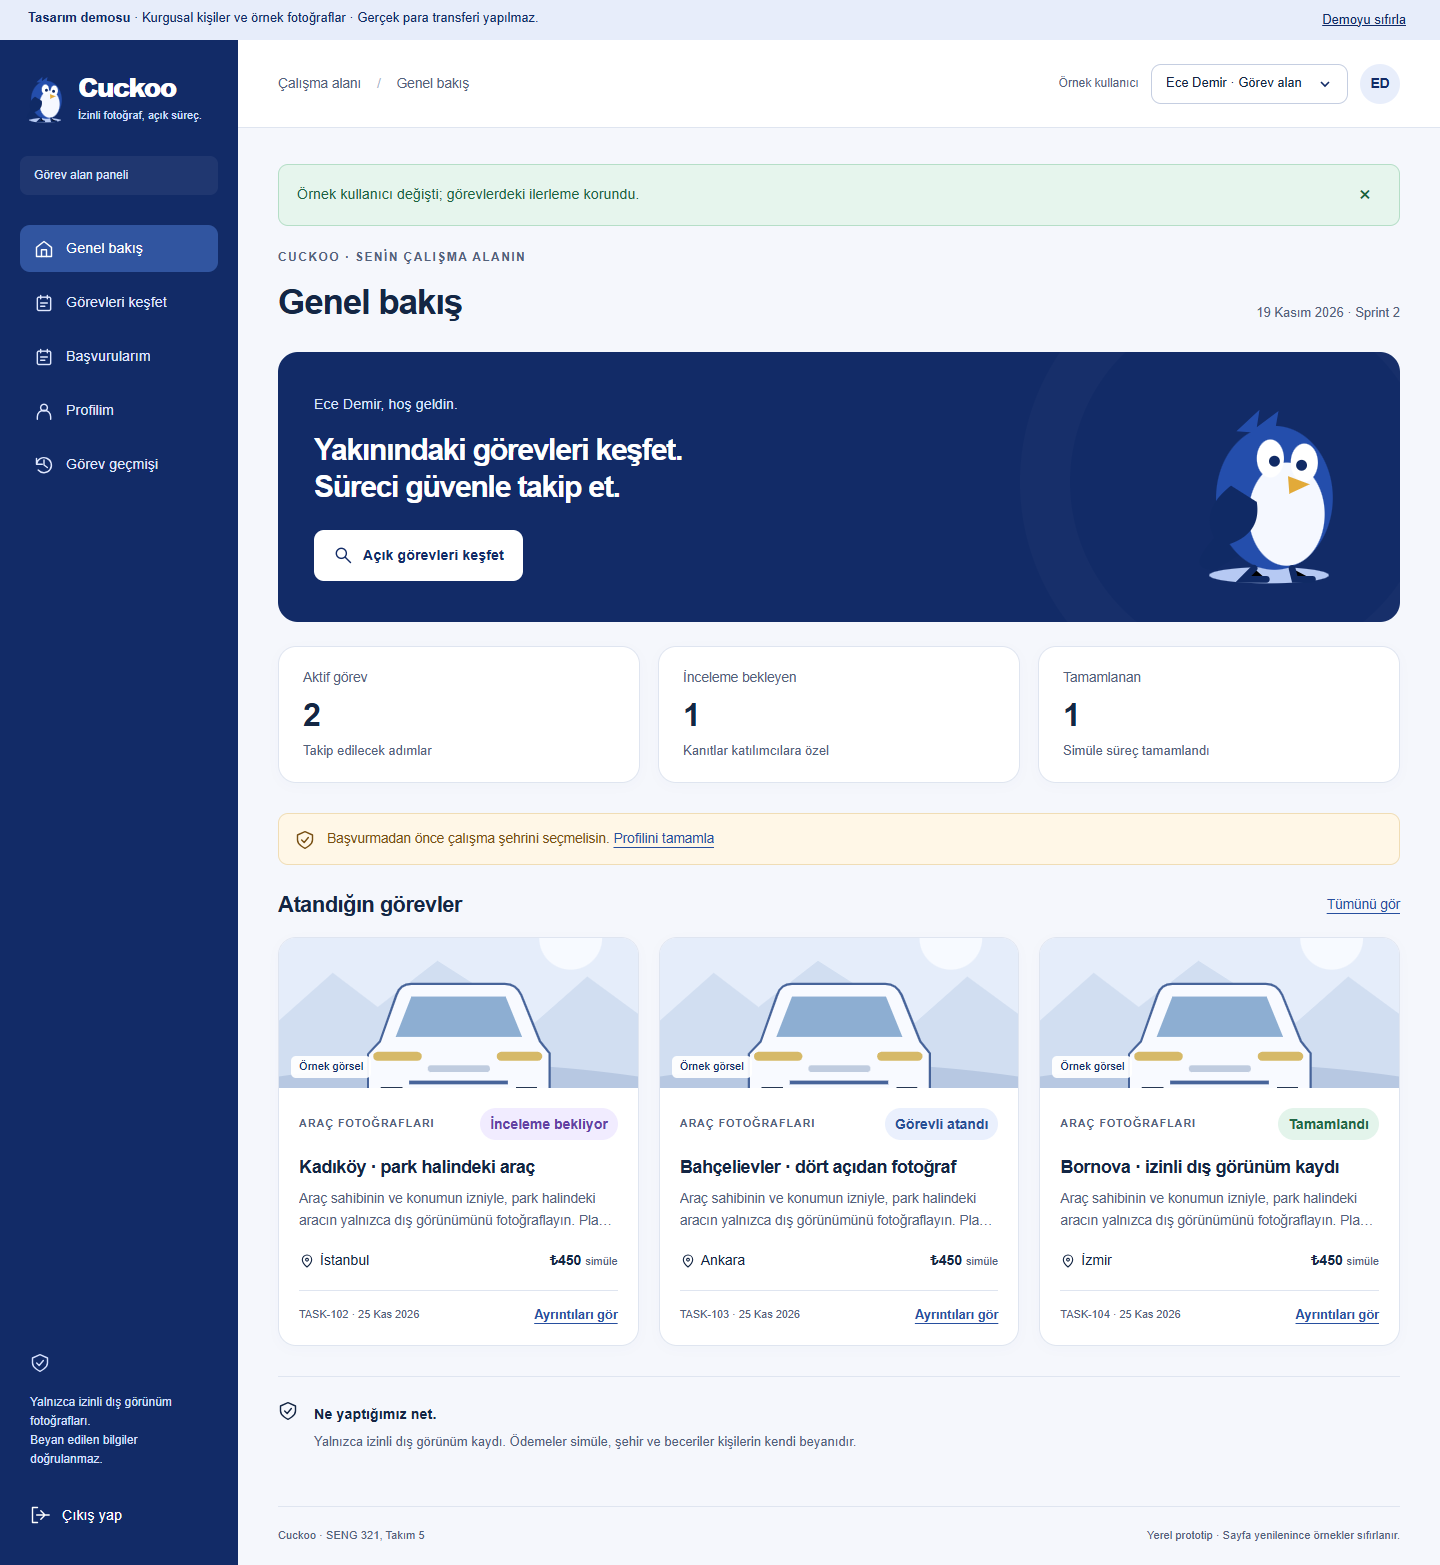 Tasarım demosu · Kurgusal kişiler ve örnek fotoğraflar · Gerçek para transferi yapılmaz.
Demoyu sıfırla
Cuckoo
İzinli fotoğraf, açık süreç.
Görev alan paneli
Genel bakış
Görevleri keşfet
Başvurularım
Profilim
Görev geçmişi
Yalnızca izinli dış görünüm
fotoğrafları.
Beyan edilen bilgiler
doğrulanmaz.
Çıkış yap
Çalışma alanı / Genel bakış
Örnek kullanıcı
Ece Demir · Görev alan
ED
Örnek kullanıcı değişti; görevlerdeki ilerleme korundu.
CUCKOO · SENİN ÇALIŞMA ALANIN
Genel bakış
19 Kasım 2026 · Sprint 2
Ece Demir, hoş geldin.
Yakınındaki görevleri keşfet.
Süreci güvenle takip et.
Açık görevleri keşfet
Aktif görev
2
Takip edilecek adımlar
İnceleme bekleyen
1
Kanıtlar katılımcılara özel
Tamamlanan
1
Simüle süreç tamamlandı
Başvurmadan önce çalışma şehrini seçmelisin. Profilini tamamla
Atandığın görevler
Tümünü gör
Örnek görsel
ARAÇ FOTOĞRAFLARI
İnceleme bekliyor
Kadıköy · park halindeki araç
Araç sahibinin ve konumun izniyle, park halindeki
aracın yalnızca dış görünümünü fotoğraflayın. Pla…
İstanbul
₺450 simüle
TASK-102 · 25 Kas 2026
Ayrıntıları gör
Örnek görsel
ARAÇ FOTOĞRAFLARI
Görevli atandı
Bahçelievler · dört açıdan fotoğraf
Araç sahibinin ve konumun izniyle, park halindeki
aracın yalnızca dış görünümünü fotoğraflayın. Pla…
Ankara
₺450 simüle
TASK-103 · 25 Kas 2026
Ayrıntıları gör
Örnek görsel
ARAÇ FOTOĞRAFLARI
Tamamlandı
Bornova · izinli dış görünüm kaydı
Araç sahibinin ve konumun izniyle, park halindeki
aracın yalnızca dış görünümünü fotoğraflayın. Pla…
İzmir
₺450 simüle
TASK-104 · 25 Kas 2026
Ayrıntıları gör
Ne yaptığımız net.
Yalnızca izinli dış görünüm kaydı. Ödemeler simüle, şehir ve beceriler kişilerin kendi beyanıdır.
Cuckoo · SENG 321, Takım 5
Yerel prototip · Sayfa yenilenince örnekler sıfırlanır.